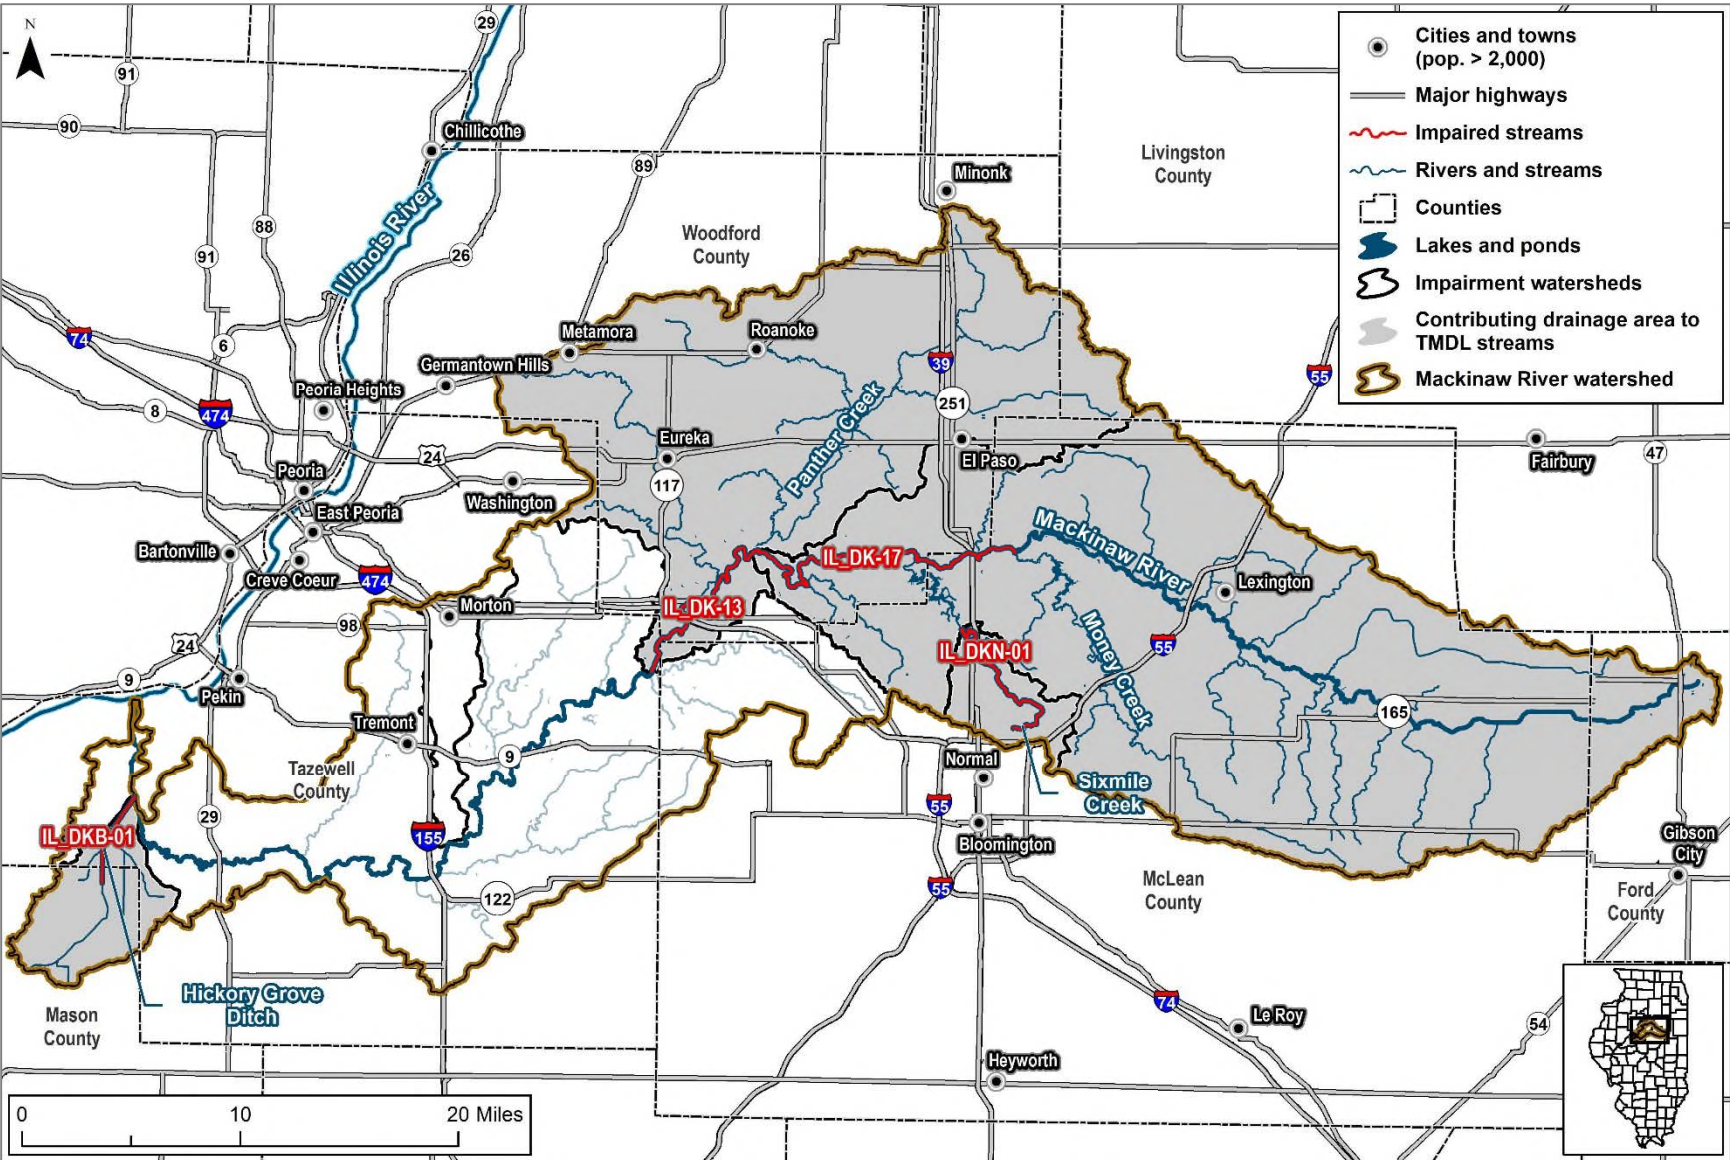 N
29
91
90
Chillicothe
89
88
91
26
Illinois River
Woodford
County
Minonk
Livingston
County
Cities and towns
(pop. > 2,000)
Major highways
Impaired streams
Rivers and streams
Counties
Lakes and ponds
Impairment watersheds
Contributing drainage area to
TMDL streams
Mackinaw River watershed
74
6
Metamora
Roanoke
Germantown Hills
39
55
Peoria Heights
8
474
251
Panther Creek
24
Eureka
El Paso
Fairbury
47
Peoria
Washington
117
East Peoria
Bartonville
Creve Coeur
474
Mackinaw River
IL_DK-17
Lexington
Morton
IL_DK-13
98
24
Money Creek
55
IL_DKN-01
9
Pekin
Tremont
165
9
Normal
Sixmile
Creek
Tazewell
County
29
IL_DKB-01
155
55
Bloomington
Gibson
City
55
122
McLean
County
Ford
County
Hickory Grove
Ditch
Mason
County
74
Le Roy
54
Heyworth
0 10 20 Miles